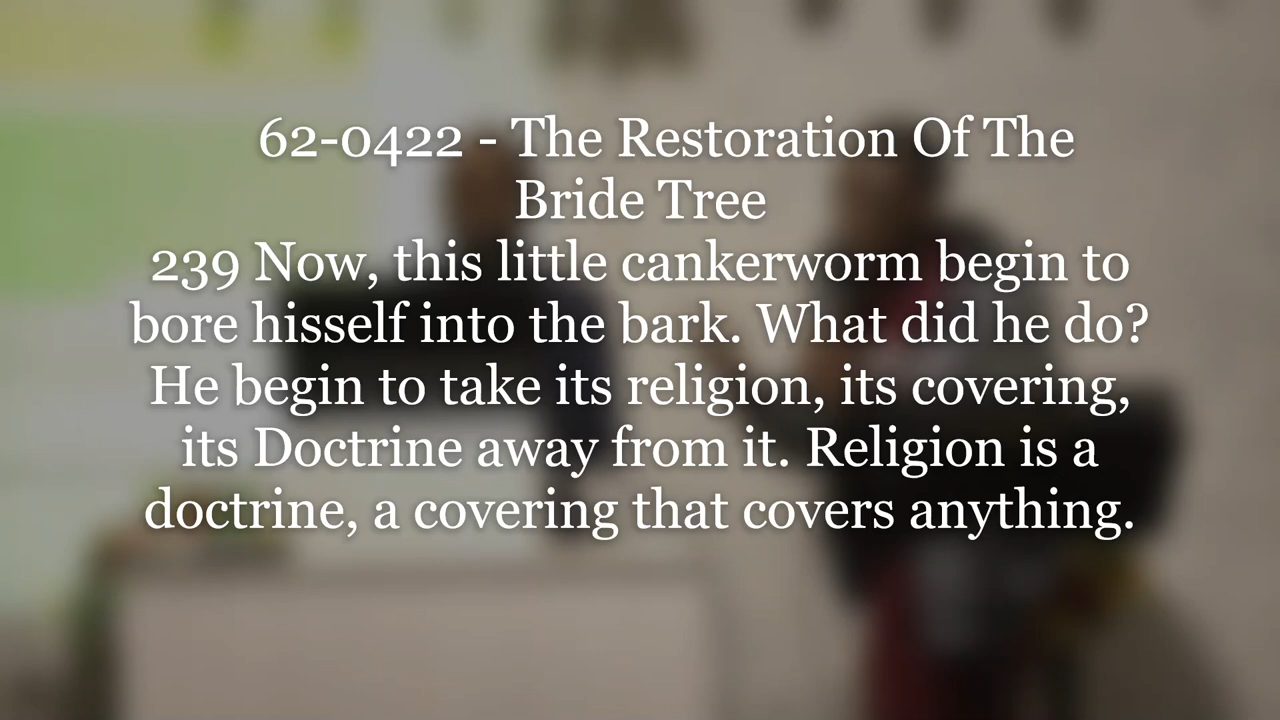 62-0422 - The Restoration Of The
Bride Tree
239 Now, this little cankerworm begin to
bore hisself into the bark. What did he do?
He begin to take its religion, its covering,
its Doctrine away from it. Religion is a
doctrine, a covering that covers anything.